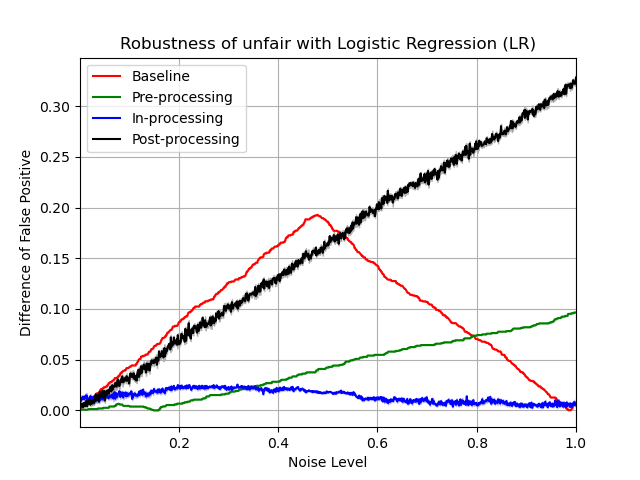 Robustness of unfair with Logistic Regression (LR)
Baseline
Pre-processing
In-processing
Post-processing
Difference of False Positive
0.30
0.25
0.20
0.15
0.10
0.05
0.00
0.2 0.4 0.6 0.8 1.0
Noise Level